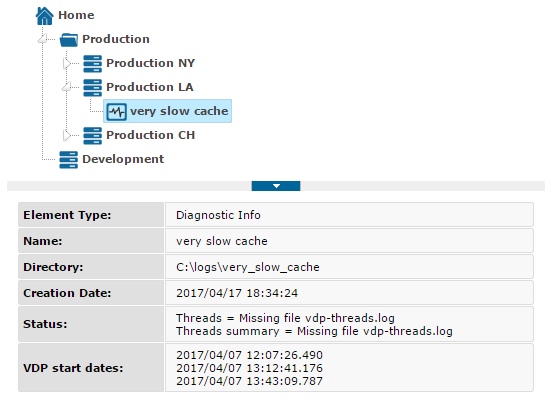 Home
Production
Production NY
Production LA
very slow cache
Production CH
Development
Element Type: Diagnostic Info
Name: very slow cache
Directory: C:\logs\very_slow_cache
Creation Date: 2017/04/17 18:34:24
Status: Threads = Missing file vdp-threads.log
Threads summary = Missing file vdp-threads.log
VDP start dates: 2017/04/07 12:07:26.490
2017/04/07 13:12:41.176
2017/04/07 13:43:09.787